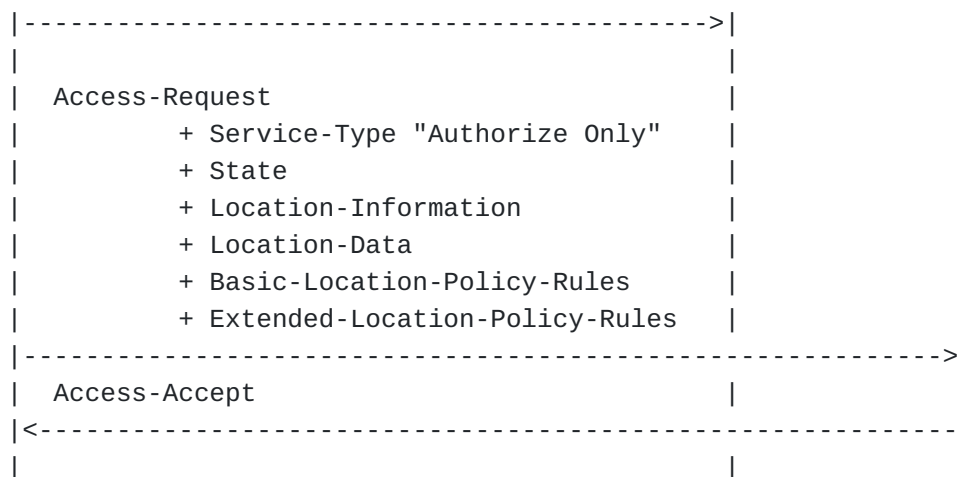 |-------------------------------------------->|
|                                             |
|  Access-Request                             |
|          + Service-Type "Authorize Only"    |
|          + State                            |
|          + Location-Information             |
|          + Location-Data                    |
|          + Basic-Location-Policy-Rules      |
|          + Extended-Location-Policy-Rules   |
|---------------------------------------------------------->
|  Access-Accept                              |
|<----------------------------------------------------------
|                                             |